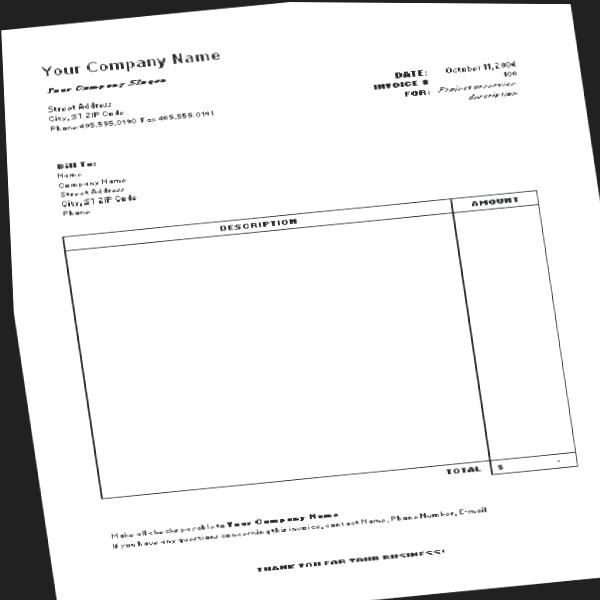 Your Company Name
Your Company Slogan
DATE: October 11, 2004
INVOICE # 100
FOR: Project or service description
Street Address
City, ST ZIP Code
Phone 405.555.0190 Fax 405.555.0191
Bill To:
Name
Company Name
Street Address
City, ST ZIP Code
Phone
DESCRIPTION AMOUNT
TOTAL $ -
Make all checks payable to Your Company Name
If you have any questions concerning this invoice, contact Name, Phone Number, E-mail
THANK YOU FOR YOUR BUSINESS!